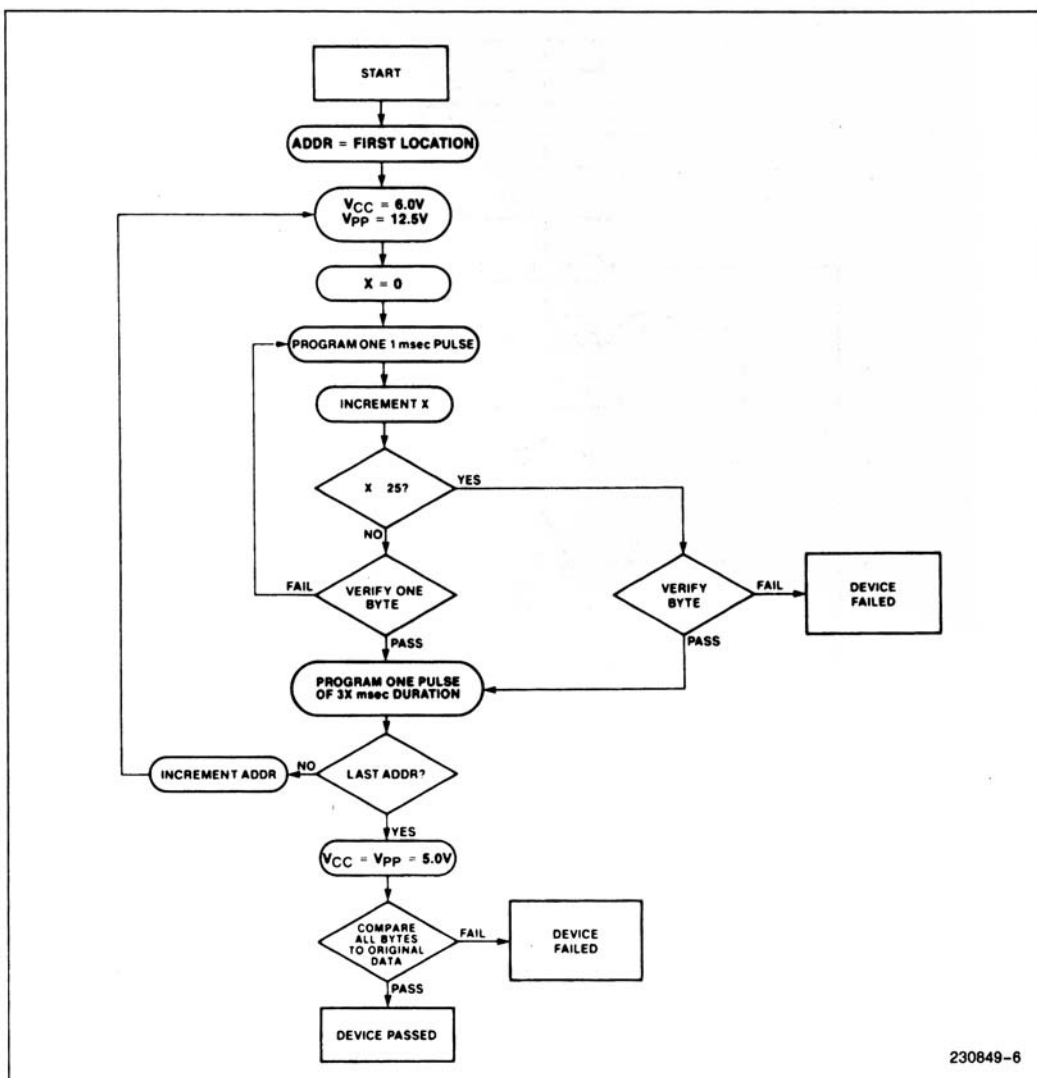 START
ADDR = FIRST LOCATION
VCC = 6.0V
VPP = 12.5V
X = 0
PROGRAM ONE 1 msec PULSE
INCREMENT X
X 25?
YES
NO
VERIFY ONE
BYTE
FAIL
PASS
VERIFY
BYTE
FAIL
PASS
DEVICE
FAILED
PROGRAM ONE PULSE
OF 3X msec DURATION
LAST ADDR?
NO
INCREMENT ADDR
YES
VCC = VPP = 5.0V
COMPARE
ALL BYTES
TO ORIGINAL
DATA
FAIL
DEVICE
FAILED
PASS
DEVICE PASSED
230849-6